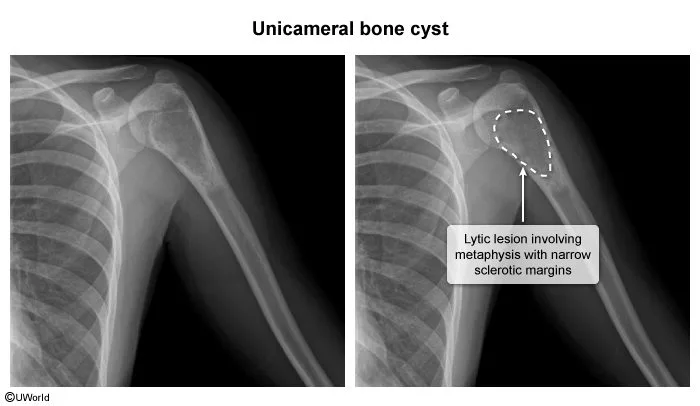 Unicameral bone cyst
Lytic lesion involving
metaphysis with narrow
sclerotic margins
©UWorld